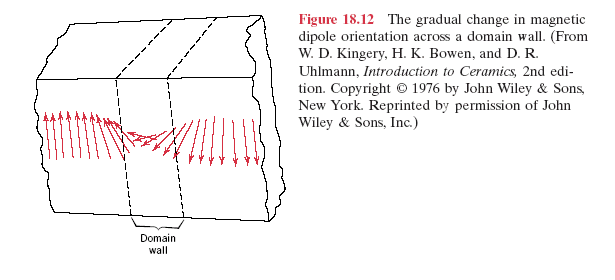 Figure 18.12 The gradual change in magnetic
dipole orientation across a domain wall. (From
W. D. Kingery, H. K. Bowen, and D. R.
Uhlmann, Introduction to Ceramics, 2nd edi-
tion. Copyright © 1976 by John Wiley & Sons,
New York. Reprinted by permission of John
Wiley & Sons, Inc.)
Domain
wall